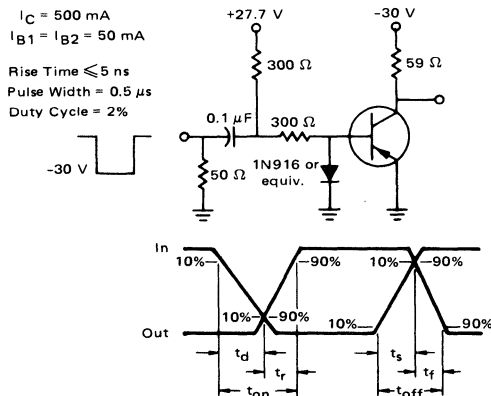 I_C = 500 mA
I_B1 = I_B2 = 50 mA
Rise Time ⩽ 5 ns
Pulse Width = 0.5 μs
Duty Cycle = 2%
−30 V
+27.7 V
300 Ω
0.1 μF
300 Ω
50 Ω
1N916 or
equiv.
−30 V
59 Ω
In
10%
90%
10%
90%
10%
90%
Out
10%
90%
t_d
t_r
t_on
t_s
t_f
t_off